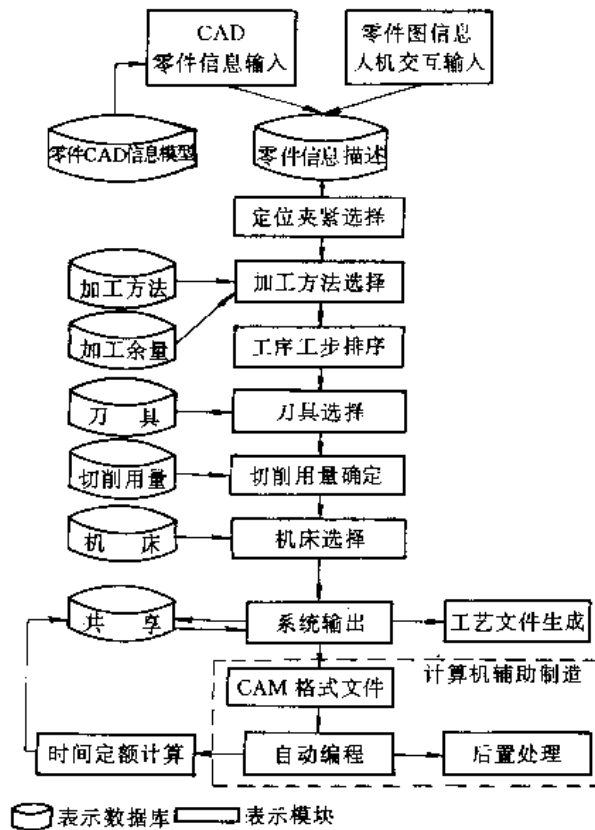 CAD
零件信息输入
零件图信息
人机交互输入
零件CAD信息模型
零件信息描述
定位夹紧选择
加工方法
加工方法选择
加工余量
工序工步排序
刀 具
刀具选择
切削用量
切削用量确定
机 床
机床选择
共 享
系统输出
工艺文件生成
计算机辅助制造
CAM 格式文件
时间定额计算
自动编程
后置处理
表示数据库
表示模块